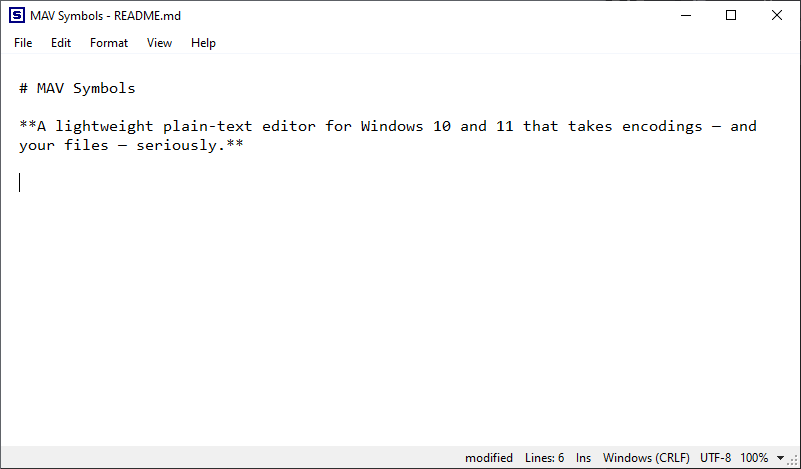 S MAV Symbols - README.md
File Edit Format View Help
# MAV Symbols
**A lightweight plain-text editor for Windows 10 and 11 that takes encodings — and
your files — seriously.**
modified Lines: 6 Ins Windows (CRLF) UTF-8 100%